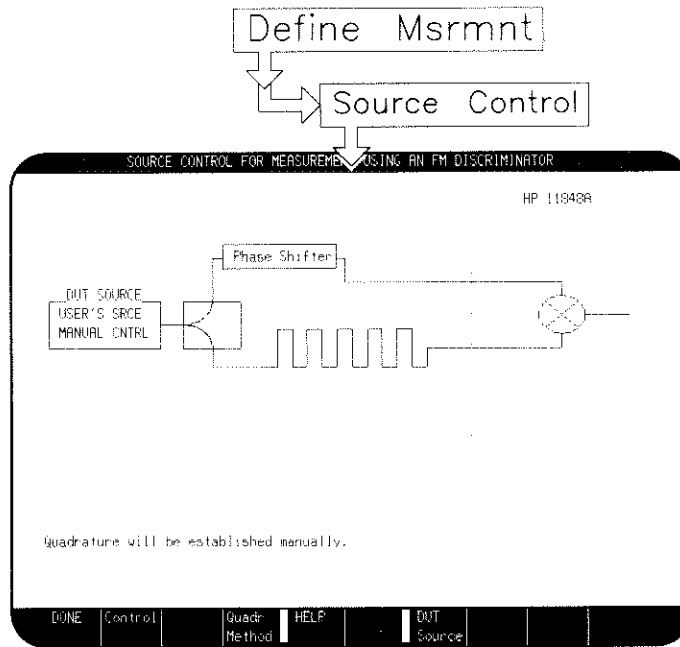 Define Msrmnt
Source Control
SOURCE CONTROL FOR MEASUREMENT USING AN FM DISCRIMINATOR
HP 11848A
Phase Shifter
DUT SOURCE
USER'S SRCE
MANUAL CNTRL
Quadrature will be established manually.
DONE Control Quadr Method HELP DUT Source